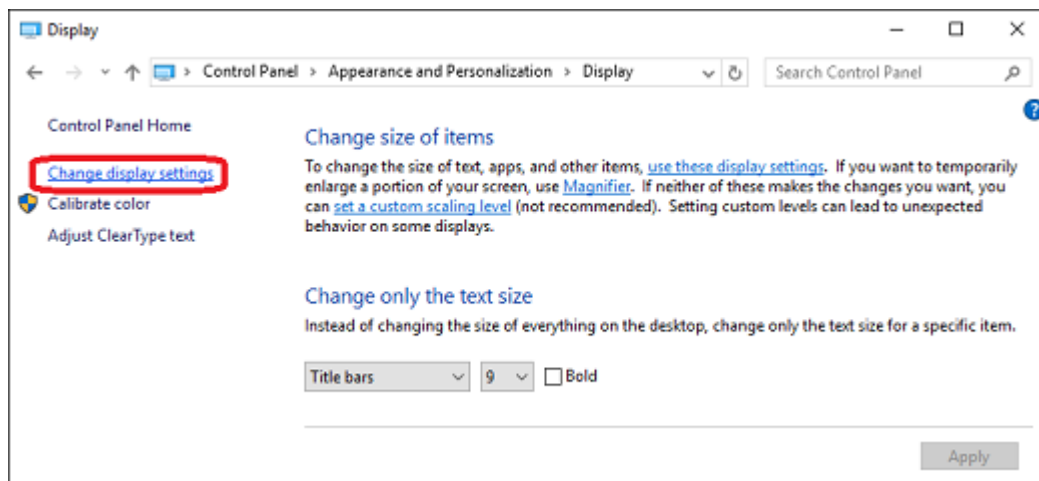 Display
Control Panel > Appearance and Personalization > Display
Search Control Panel
?
Control Panel Home
Change display settings
Calibrate color
Adjust ClearType text
Change size of items
To change the size of text, apps, and other items, use these display settings. If you want to temporarily
enlarge a portion of your screen, use Magnifier. If neither of these makes the changes you want, you
can set a custom scaling level (not recommended). Setting custom levels can lead to unexpected
behavior on some displays.
Change only the text size
Instead of changing the size of everything on the desktop, change only the text size for a specific item.
Title bars 9 Bold
Apply